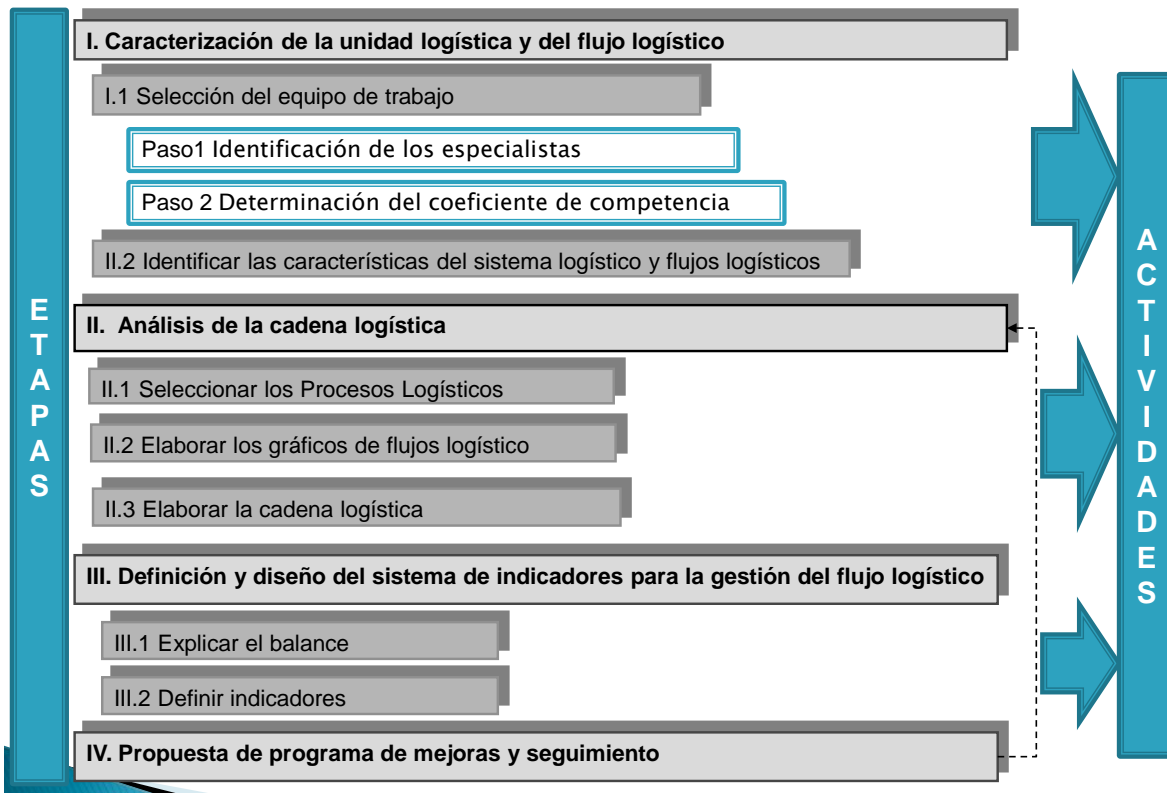 I. Caracterización de la unidad logística y del flujo logístico
I.1 Selección del equipo de trabajo
Paso1 Identificación de los especialistas
Paso 2 Determinación del coeficiente de competencia
II.2 Identificar las características del sistema logístico y flujos logísticos
ETAPAS
II. Análisis de la cadena logística
II.1 Seleccionar los Procesos Logísticos
II.2 Elaborar los gráficos de flujos logístico
II.3 Elaborar la cadena logística
III. Definición y diseño del sistema de indicadores para la gestión del flujo logístico
III.1 Explicar el balance
III.2 Definir indicadores
IV. Propuesta de programa de mejoras y seguimiento
ACTIVIDADES